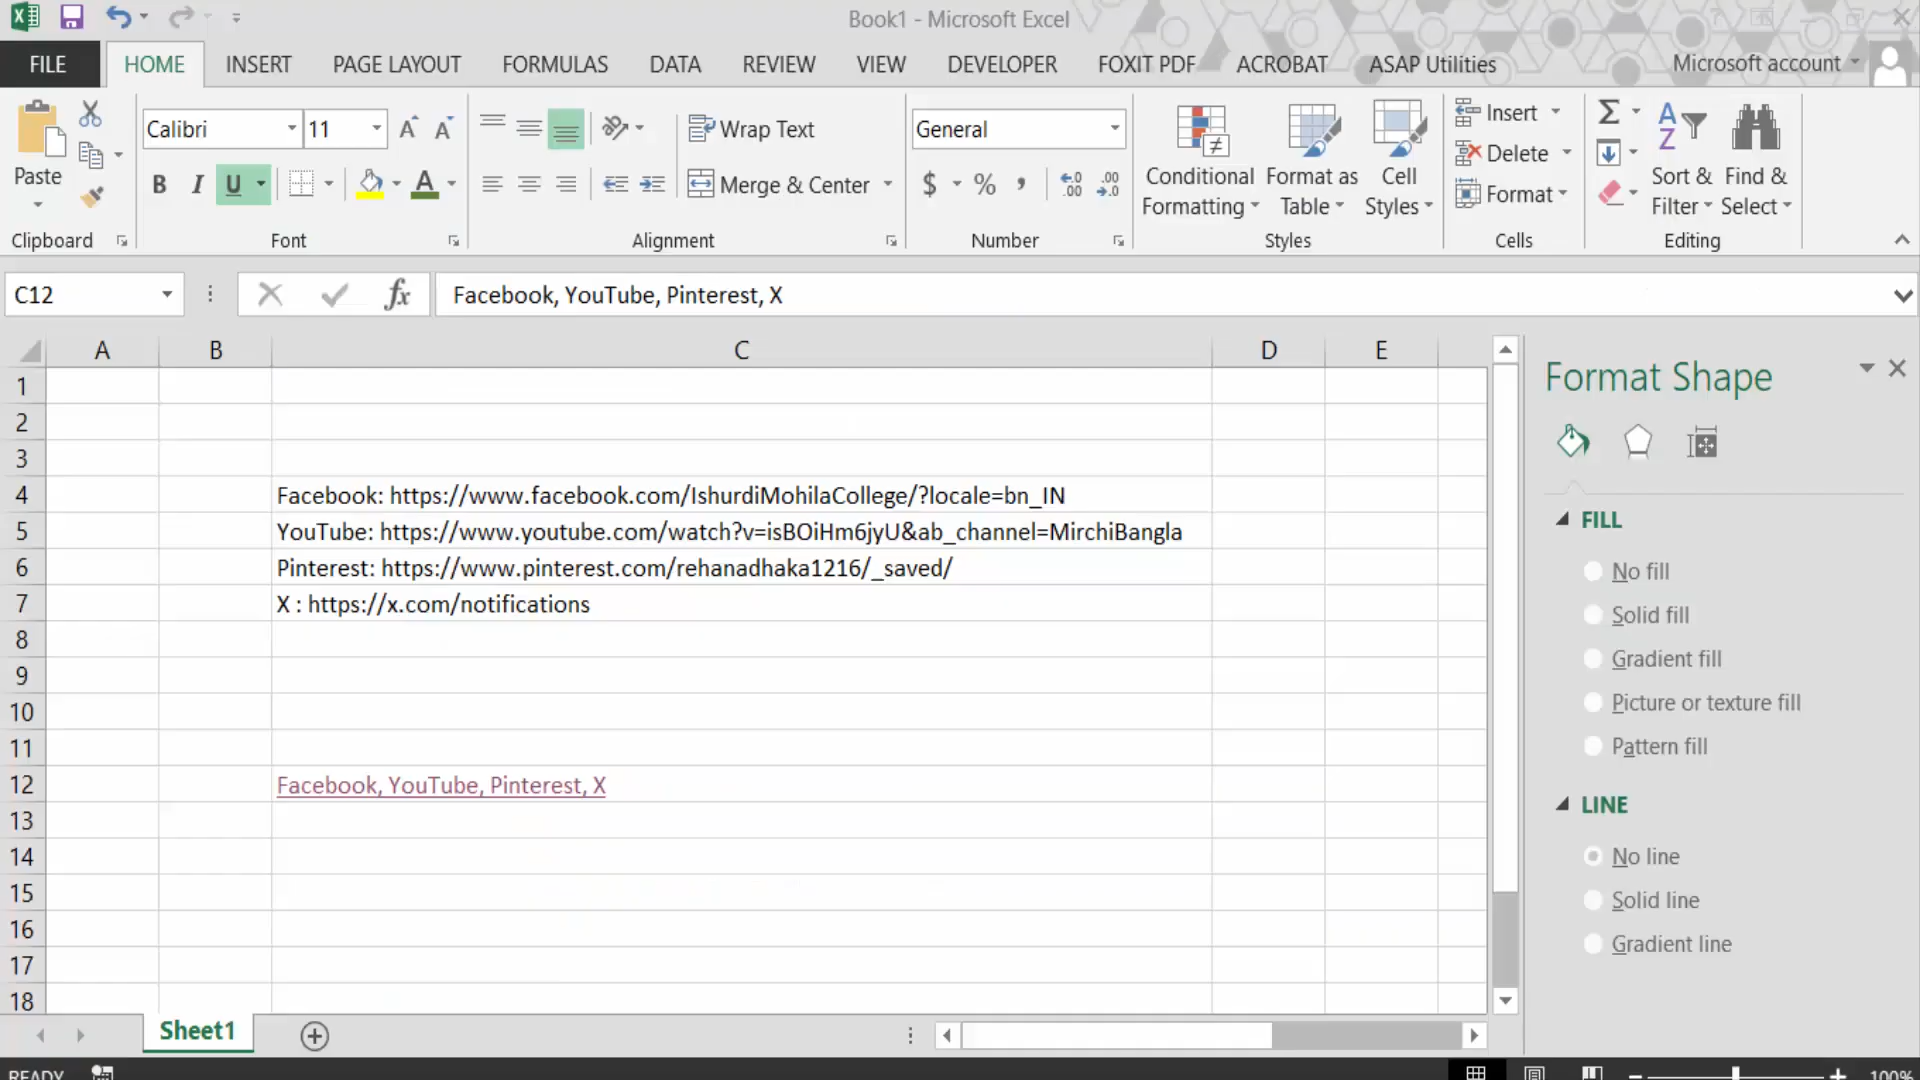 Book1 - Microsoft Excel
FILE HOME INSERT PAGE LAYOUT FORMULAS DATA REVIEW VIEW DEVELOPER FOXIT PDF ACROBAT ASAP Utilities Microsoft account
Calibri 11 Wrap Text General Insert
Paste Merge & Center $ % Conditional Formatting Format as Table Cell Styles Delete Format Sort & Filter Find & Select
Clipboard Font Alignment Number Styles Cells Editing
C12 fx Facebook, YouTube, Pinterest, X
A B C D E
1
2
3
4 Facebook: https://www.facebook.com/IshurdiMohilaCollege/?locale=bn_IN
5 YouTube: https://www.youtube.com/watch?v=isBOiHm6jyU&ab_channel=MirchiBangla
6 Pinterest: https://www.pinterest.com/rehanadhaka1216/_saved/
7 X : https://x.com/notifications
8
9
10
11
12 Facebook, YouTube, Pinterest, X
13
14
15
16
17
18
Format Shape
FILL
No fill
Solid fill
Gradient fill
Picture or texture fill
Pattern fill
LINE
No line
Solid line
Gradient line
Sheet1
READY 100%